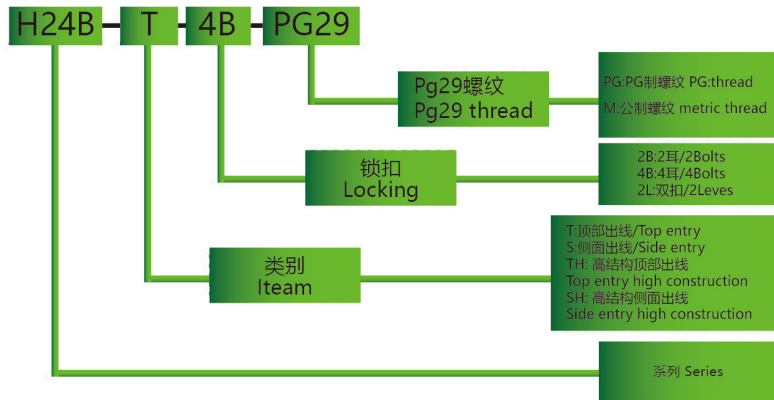 H24B T 4B PG29
Pg29螺纹
Pg29 thread
PG:PG制螺纹 PG:thread
M:公制螺纹 metric thread
锁扣
Locking
2B:2耳/2Bolts
4B:4耳/4Bolts
2L:双扣/2Leves
类别
Iteam
T:顶部出线/Top entry
S:侧面出线/Side entry
TH: 高结构顶部出线
Top entry high construction
SH: 高结构侧面出线
Side entry high construction
系列 Series